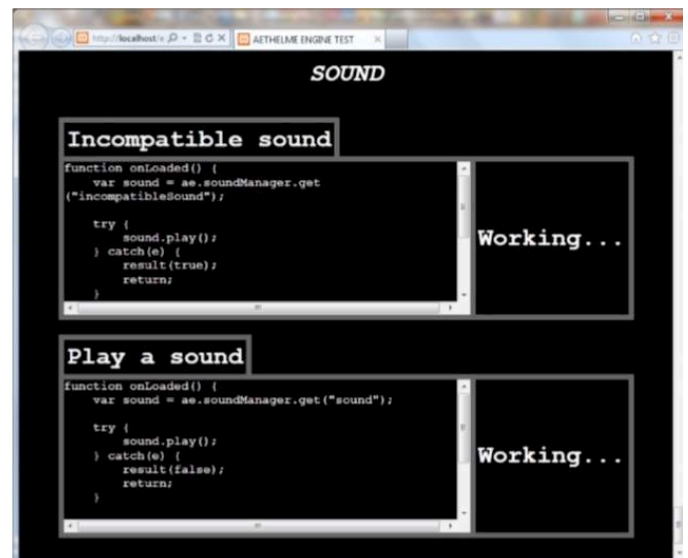 http://localhost/a
AETHELME ENGINE TEST
SOUND
Incompatible sound
function onLoaded() {
var sound = ae.soundManager.get
("incompatibleSound");
try {
sound.play();
} catch(e) {
result(true);
return;
}
Working...
Play a sound
function onLoaded() {
var sound = ae.soundManager.get("sound");
try {
sound.play();
} catch(e) {
result(false);
return;
}
Working...